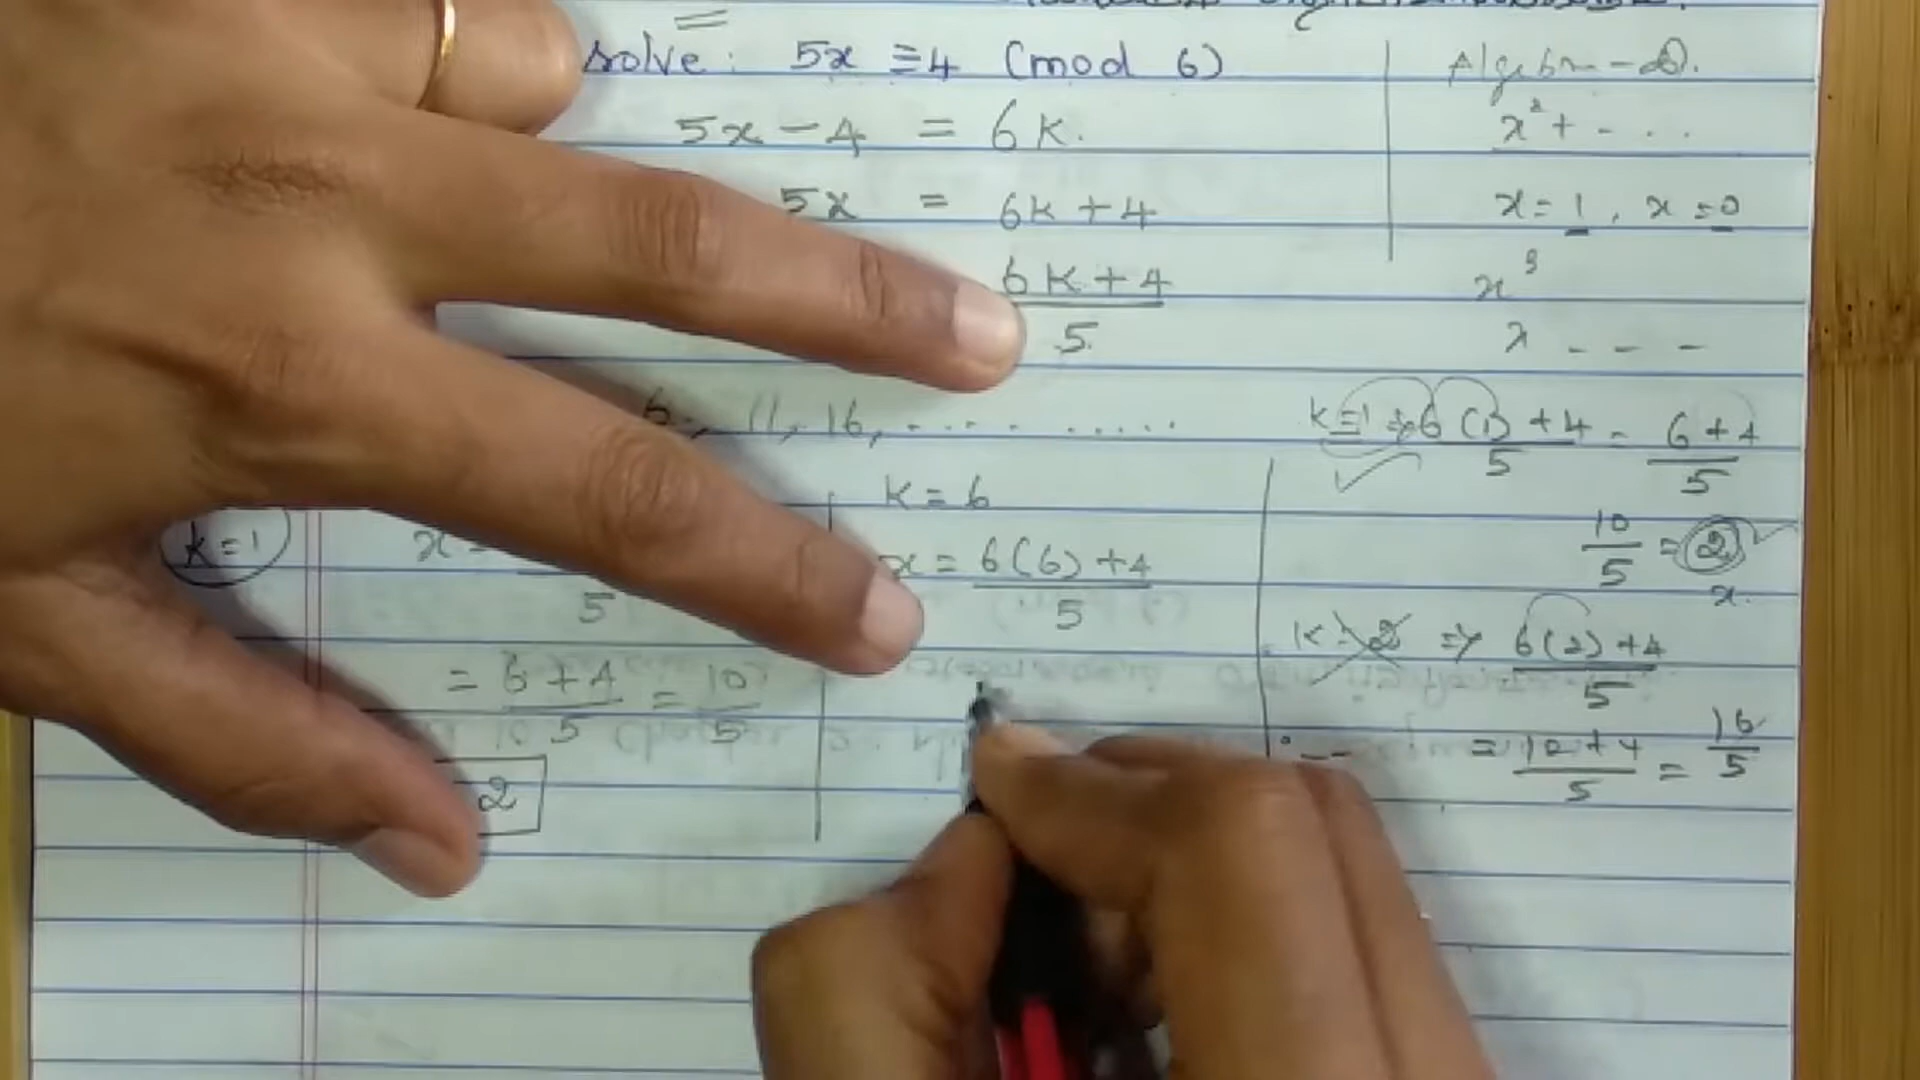 solve: 5x ≡ 4 (mod 6)
5x - 4 = 6k.
5x = 6k + 4
6k + 4
5
6, 11, 16, . . . . . . . . .
k = 1
x =
5
= 6 + 4 / 5 = 10 / 5
2
k = 6
x = 6(6) + 4 / 5
x² + - . .
x = 1, x = 0
x³
x - - -
k = 1 ⇒ 6(1) + 4 / 5 = 6 + 4 / 5
10 / 5 = 2
x.
k = 2 ⇒ 6(2) + 4 / 5
= 12 + 4 / 5 = 16 / 5